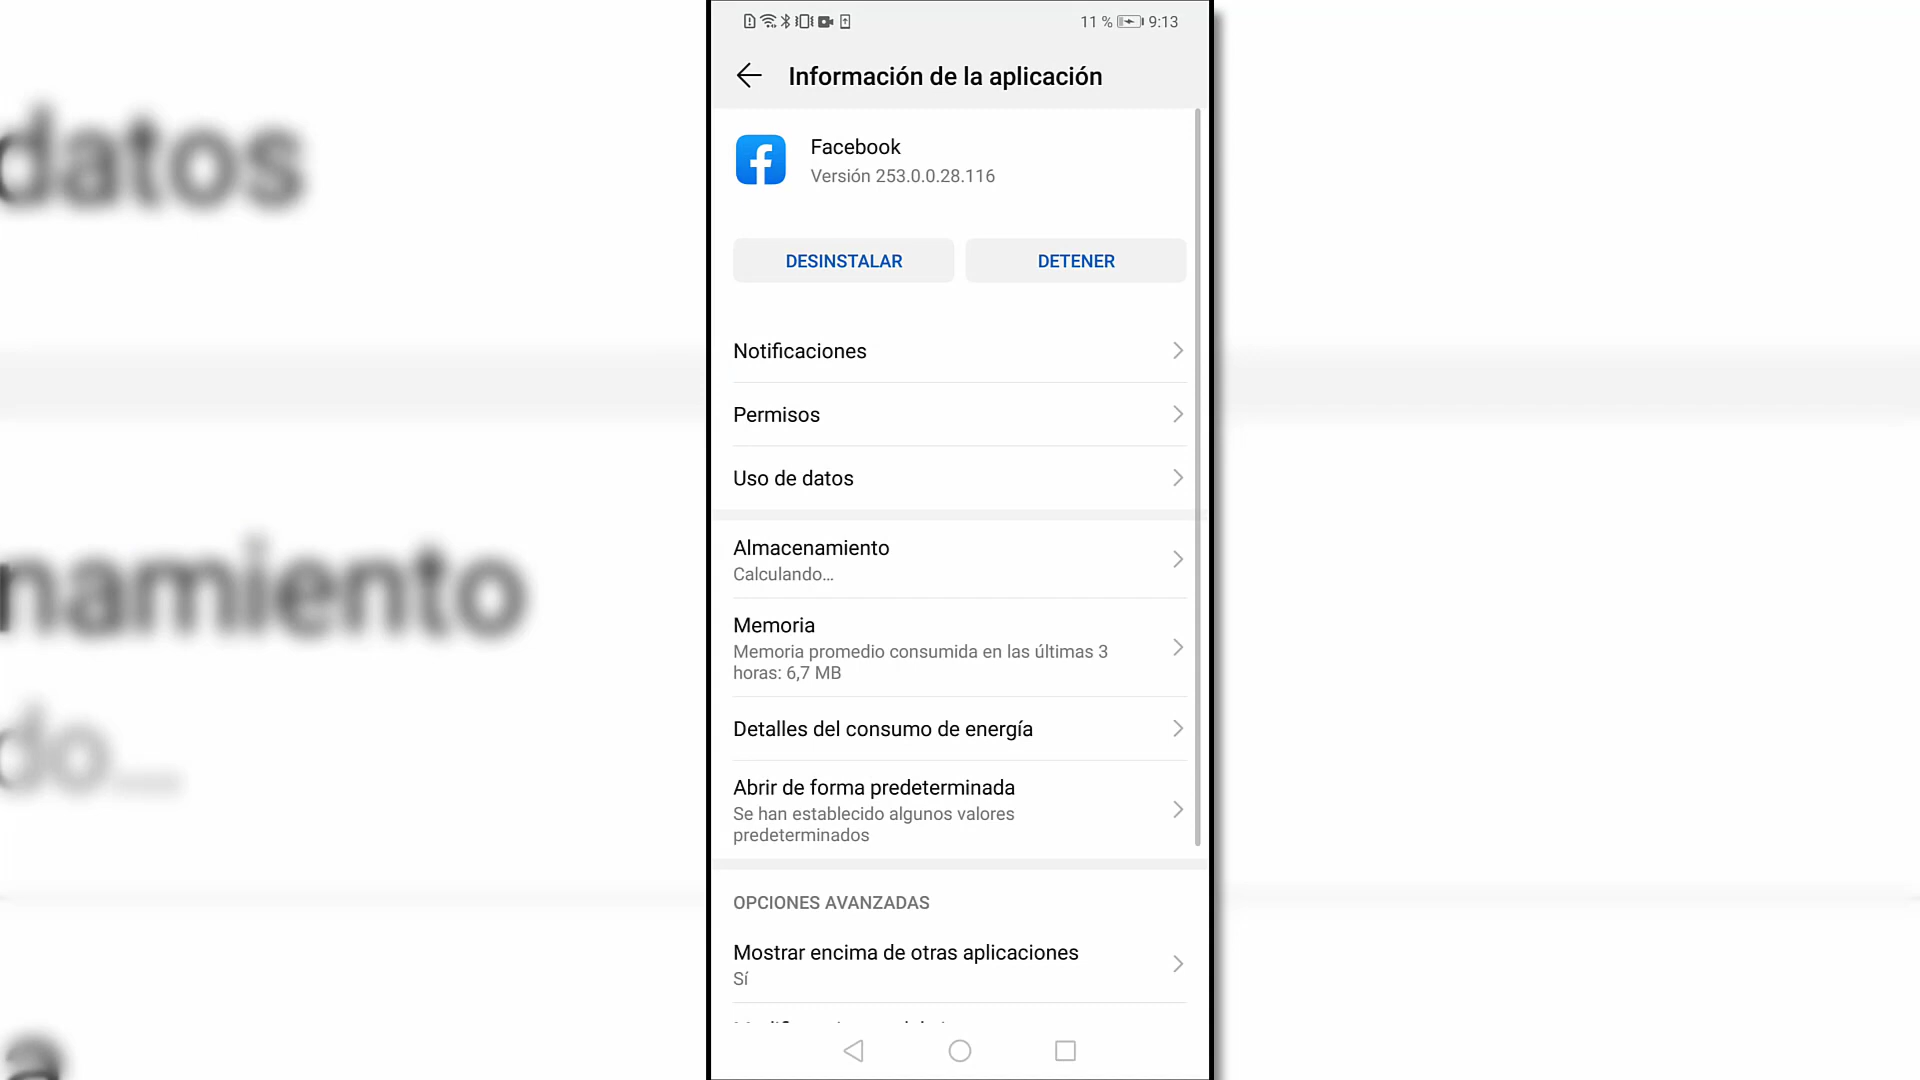 11 % 9:13
Información de la aplicación
Facebook
Versión 253.0.0.28.116
DESINSTALAR
DETENER
Notificaciones
Permisos
Uso de datos
Almacenamiento
Calculando...
Memoria
Memoria promedio consumida en las últimas 3
horas: 6,7 MB
Detalles del consumo de energía
Abrir de forma predeterminada
Se han establecido algunos valores
predeterminados
OPCIONES AVANZADAS
Mostrar encima de otras aplicaciones
Sí
datos
namiento
do...
a